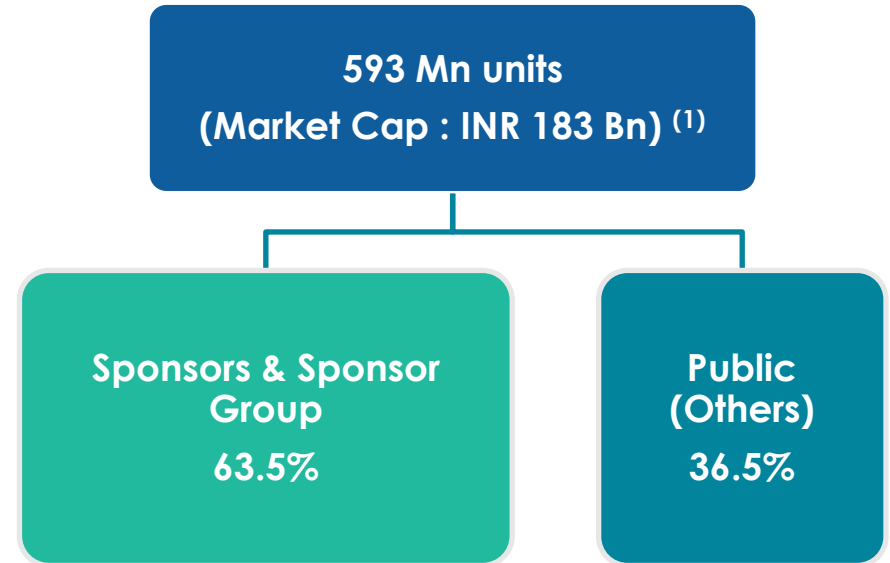 593 Mn units
(Market Cap : INR 183 Bn) (1)
Sponsors & Sponsor
Group
63.5%
Public
(Others)
36.5%